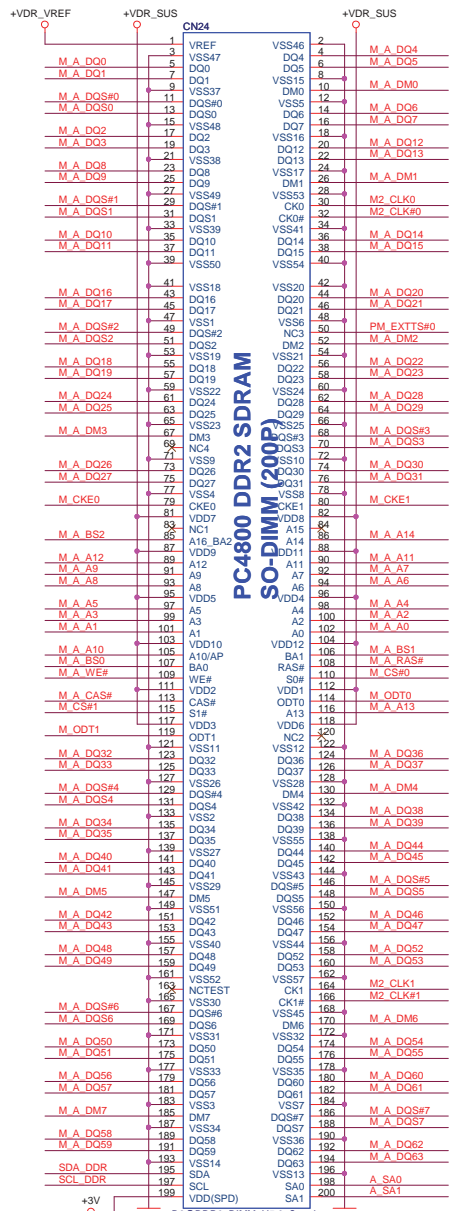 +VDR_VREF +VDR_SUS +VDR_SUS
CN24
1 VREF VSS46 2
3 VSS47 DQ4 4 M_A_DQ4
M_A_DQ0 5 DQ0 DQ5 6 M_A_DQ5
M_A_DQ1 7 DQ1 VSS15 8
9 VSS37 DM0 10 M_A_DM0
M_A_DQS#0 11 DQS#0 VSS5 12
M_A_DQS0 13 DQS0 DQ6 14 M_A_DQ6
15 VSS48 DQ7 16 M_A_DQ7
M_A_DQ2 17 DQ2 VSS16 18
M_A_DQ3 19 DQ3 DQ12 20 M_A_DQ12
21 VSS38 DQ13 22 M_A_DQ13
M_A_DQ8 23 DQ8 VSS17 24
M_A_DQ9 25 DQ9 DM1 26 M_A_DM1
27 VSS49 VSS53 28
M_A_DQS#1 29 DQS#1 CK0 30 M2_CLK0
M_A_DQS1 31 DQS1 CK0# 32 M2_CLK#0
33 VSS39 VSS41 34
M_A_DQ10 35 DQ10 DQ14 36 M_A_DQ14
M_A_DQ11 37 DQ11 DQ15 38 M_A_DQ15
39 VSS50 VSS54 40
41 VSS18 VSS20 42
M_A_DQ16 43 DQ16 DQ20 44 M_A_DQ20
M_A_DQ17 45 DQ17 DQ21 46 M_A_DQ21
47 VSS1 VSS6 48
M_A_DQS#2 49 DQS#2 NC3 50 PM_EXTTS#0
M_A_DQS2 51 DQS2 DM2 52 M_A_DM2
53 VSS19 VSS21 54
M_A_DQ18 55 DQ18 DQ22 56 M_A_DQ22
M_A_DQ19 57 DQ19 DQ23 58 M_A_DQ23
59 VSS22 VSS24 60
M_A_DQ24 61 DQ24 DQ28 62 M_A_DQ28
M_A_DQ25 63 DQ25 DQ29 64 M_A_DQ29
65 VSS23 VSS25 66
M_A_DM3 67 DM3 DQS#3 68 M_A_DQS#3
69 NC4 DQS3 70 M_A_DQS3
71 VSS9 VSS10 72
M_A_DQ26 73 DQ26 DQ30 74 M_A_DQ30
M_A_DQ27 75 DQ27 DQ31 76 M_A_DQ31
77 VSS4 VSS8 78
M_CKE0 79 CKE0 CKE1 80 M_CKE1
81 VDD7 VDD8 82
83 NC1 A15 84
M_A_BS2 85 A16_BA2 A14 86 M_A_A14
87 VDD9 VDD11 88
M_A_A12 89 A12 A11 90 M_A_A11
M_A_A9 91 A9 A7 92 M_A_A7
M_A_A8 93 A8 A6 94 M_A_A6
95 VDD5 VDD4 96
M_A_A5 97 A5 A4 98 M_A_A4
M_A_A3 99 A3 A2 100 M_A_A2
M_A_A1 101 A1 A0 102 M_A_A0
103 VDD10 VDD12 104
M_A_A10 105 A10/AP BA1 106 M_A_BS1
M_A_BS0 107 BA0 RAS# 108 M_A_RAS#
M_A_WE# 109 WE# S0# 110 M_CS#0
111 VDD2 VDD1 112
M_A_CAS# 113 CAS# ODT0 114 M_ODT0
M_CS#1 115 S1# A13 116 M_A_A13
117 VDD3 VDD6 118
M_ODT1 119 ODT1 NC2 120
121 VSS11 VSS12 122
M_A_DQ32 123 DQ32 DQ36 124 M_A_DQ36
M_A_DQ33 125 DQ33 DQ37 126 M_A_DQ37
127 VSS26 VSS28 128
M_A_DQS#4 129 DQS#4 DM4 130 M_A_DM4
M_A_DQS4 131 DQS4 VSS42 132
133 VSS2 DQ38 134 M_A_DQ38
M_A_DQ34 135 DQ34 DQ39 136 M_A_DQ39
M_A_DQ35 137 DQ35 VSS55 138
139 VSS27 DQ44 140 M_A_DQ44
M_A_DQ40 141 DQ40 DQ45 142 M_A_DQ45
M_A_DQ41 143 DQ41 VSS43 144
145 VSS29 DQS#5 146 M_A_DQS#5
M_A_DM5 147 DM5 DQS5 148 M_A_DQS5
149 VSS51 VSS56 150
M_A_DQ42 151 DQ42 DQ46 152 M_A_DQ46
M_A_DQ43 153 DQ43 DQ47 154 M_A_DQ47
155 VSS40 VSS44 156
M_A_DQ48 157 DQ48 DQ52 158 M_A_DQ52
M_A_DQ49 159 DQ49 DQ53 160 M_A_DQ53
161 VSS52 VSS57 162
163 NCTEST CK1 164 M2_CLK1
165 VSS30 CK1# 166 M2_CLK#1
M_A_DQS#6 167 DQS#6 VSS45 168
M_A_DQS6 169 DQS6 DM6 170 M_A_DM6
171 VSS31 VSS32 172
M_A_DQ50 173 DQ50 DQ54 174 M_A_DQ54
M_A_DQ51 175 DQ51 DQ55 176 M_A_DQ55
177 VSS33 VSS35 178
M_A_DQ56 179 DQ56 DQ60 180 M_A_DQ60
M_A_DQ57 181 DQ57 DQ61 182 M_A_DQ61
183 VSS3 VSS7 184
M_A_DM7 185 DM7 DQS#7 186 M_A_DQS#7
187 VSS34 DQS7 188 M_A_DQS7
M_A_DQ58 189 DQ58 VSS36 190
M_A_DQ59 191 DQ59 DQ62 192 M_A_DQ62
193 VSS14 DQ63 194 M_A_DQ63
SDA_DDR 195 SDA VSS13 196
SCL_DDR 197 SCL SA0 198 A_SA0
199 VDD(SPD) SA1 200 A_SA1
+3V
PC4800 DDR2 SDRAM
SO-DIMM (200P)